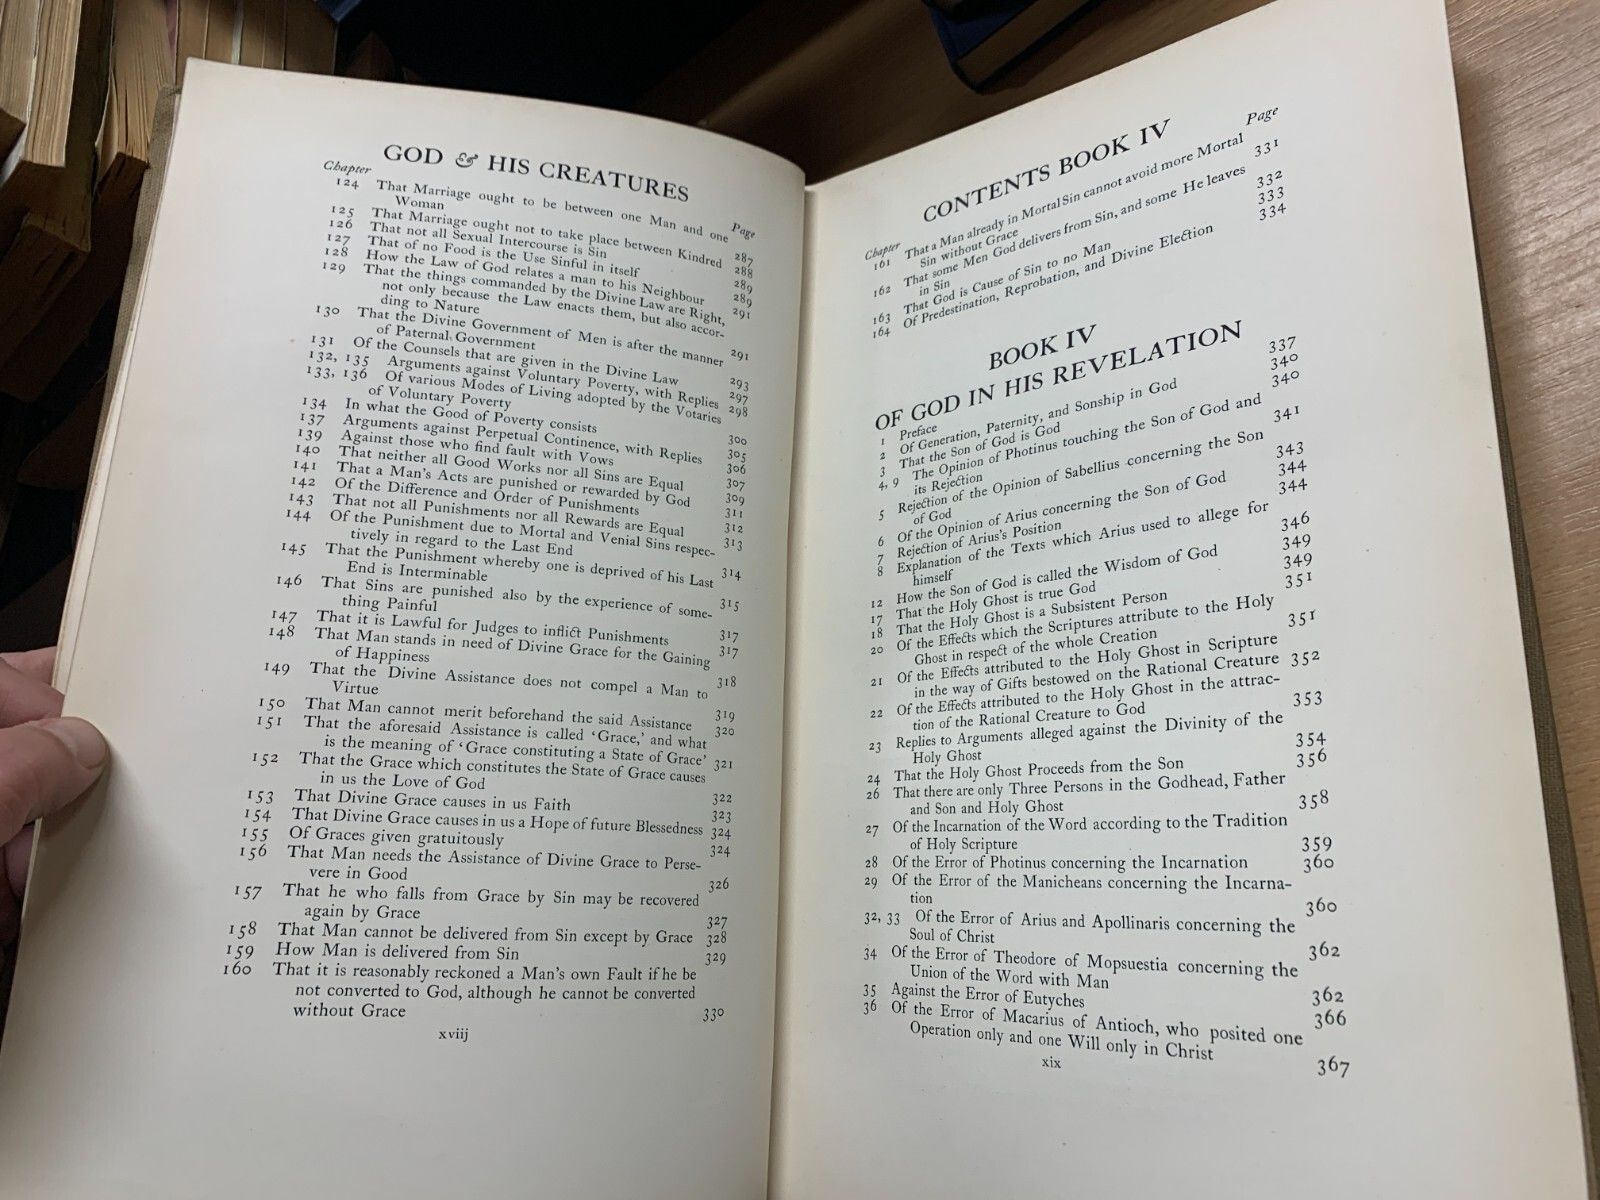 GOD & HIS CREATURES
Chapter
Page
124 That Marriage ought to be between one Man and one
Woman 287
125 That Marriage ought not to take place between Kindred 288
126 That not all Sexual Intercourse is Sin 289
127 That of no Food is the Use Sinful in itself 289
128 How the Law of God relates a man to his Neighbour 291
129 That the things commanded by the Divine Law are Right,
not only because the Law enacts them, but also accor-
ding to Nature 291
130 That the Divine Government of Men is after the manner
of Paternal Government 293
131 Of the Counsels that are given in the Divine Law
132, 135 Arguments against Voluntary Poverty, with Replies 297
133, 136 Of various Modes of Living adopted by the Votaries 298
of Voluntary Poverty
134 In what the Good of Poverty consists 300
137 Arguments against Perpetual Continence, with Replies 305
139 Against those who find fault with Vows 306
140 That neither all Good Works nor all Sins are Equal 307
141 That a Man's Acts are punished or rewarded by God 309
142 Of the Difference and Order of Punishments 311
143 That not all Punishments nor all Rewards are Equal 312
144 Of the Punishment due to Mortal and Venial Sins respec- 313
tively in regard to the Last End
145 That the Punishment whereby one is deprived of his Last 314
End is Interminable
146 That Sins are punished also by the experience of some- 315
thing Painful
147 That it is Lawful for Judges to inflict Punishments 317
148 That Man stands in need of Divine Grace for the Gaining 317
of Happiness
149 That the Divine Assistance does not compel a Man to 318
Virtue
150 That Man cannot merit beforehand the said Assistance 319
151 That the aforesaid Assistance is called ‘Grace,’ and what 320
is the meaning of ‘Grace constituting a State of Grace’ 321
152 That the Grace which constitutes the State of Grace causes
in us the Love of God 322
153 That Divine Grace causes in us Faith 323
154 That Divine Grace causes in us a Hope of future Blessedness 324
155 Of Graces given gratuitously 324
156 That Man needs the Assistance of Divine Grace to Perse-
vere in Good 326
157 That he who falls from Grace by Sin may be recovered
again by Grace 327
158 That Man cannot be delivered from Sin except by Grace 328
159 How Man is delivered from Sin 329
160 That it is reasonably reckoned a Man's own Fault if he be
not converted to God, although he cannot be converted
without Grace 330
xviij
CONTENTS BOOK IV
Chapter
Page
161 That a Man already in Mortal Sin cannot avoid more Mortal
Sin without Grace 331
162 That some Men God delivers from Sin, and some He leaves
in Sin 332
163 That God is Cause of Sin to no Man 333
164 Of Predestination, Reprobation, and Divine Election 334
BOOK IV
OF GOD IN HIS REVELATION
1 Preface 337
2 Of Generation, Paternity, and Sonship in God 340
3 That the Son of God is God 340
4, 9 The Opinion of Photinus touching the Son of God and
its Rejection 341
5 Rejection of the Opinion of Sabellius concerning the Son
of God 343
6 Of the Opinion of Arius concerning the Son of God 344
7 Rejection of Arius's Position 344
8 Explanation of the Texts which Arius used to allege for
himself 346
12 How the Son of God is called the Wisdom of God 349
17 That the Holy Ghost is true God 349
18 That the Holy Ghost is a Subsistent Person 351
20 Of the Effects which the Scriptures attribute to the Holy
Ghost in respect of the whole Creation 351
21 Of the Effects attributed to the Holy Ghost in Scripture
in the way of Gifts bestowed on the Rational Creature 352
22 Of the Effects attributed to the Holy Ghost in the attrac-
tion of the Rational Creature to God 353
23 Replies to Arguments alleged against the Divinity of the
Holy Ghost 354
24 That the Holy Ghost Proceeds from the Son 356
26 That there are only Three Persons in the Godhead, Father
and Son and Holy Ghost 358
27 Of the Incarnation of the Word according to the Tradition
of Holy Scripture 359
28 Of the Error of Photinus concerning the Incarnation 360
29 Of the Error of the Manicheans concerning the Incarna-
tion 360
32, 33 Of the Error of Arius and Apollinaris concerning the
Soul of Christ 362
34 Of the Error of Theodore of Mopsuestia concerning the
Union of the Word with Man 362
35 Against the Error of Eutyches 366
36 Of the Error of Macarius of Antioch, who posited one
Operation only and one Will only in Christ 367
xix